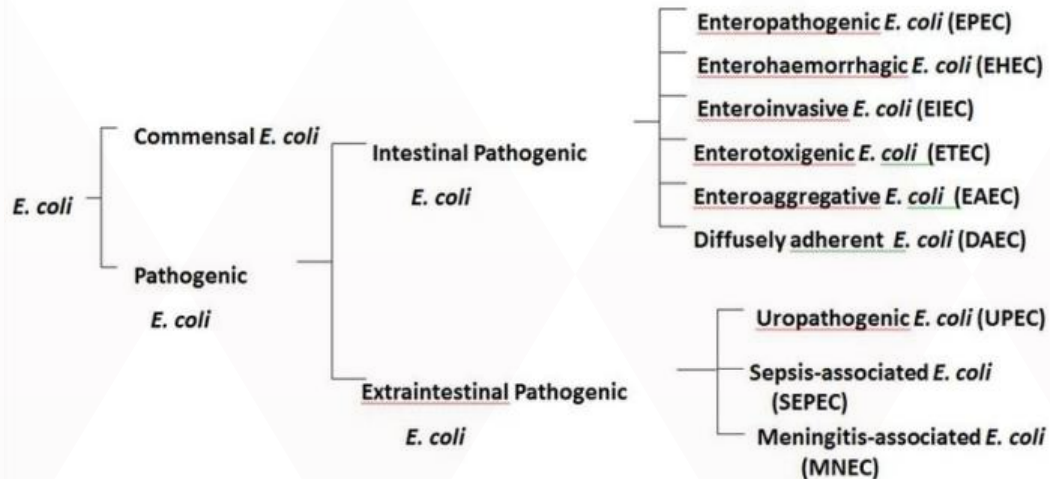 E. coli
Commensal E. coli
Pathogenic
E. coli
Intestinal Pathogenic
E. coli
Extraintestinal Pathogenic
E. coli
Enteropathogenic E. coli (EPEC)
Enterohaemorrhagic E. coli (EHEC)
Enteroinvasive E. coli (EIEC)
Enterotoxigenic E. coli (ETEC)
Enteroaggregative E. coli (EAEC)
Diffusely adherent E. coli (DAEC)
Uropathogenic E. coli (UPEC)
Sepsis-associated E. coli
(SEPEC)
Meningitis-associated E. coli
(MNEC)